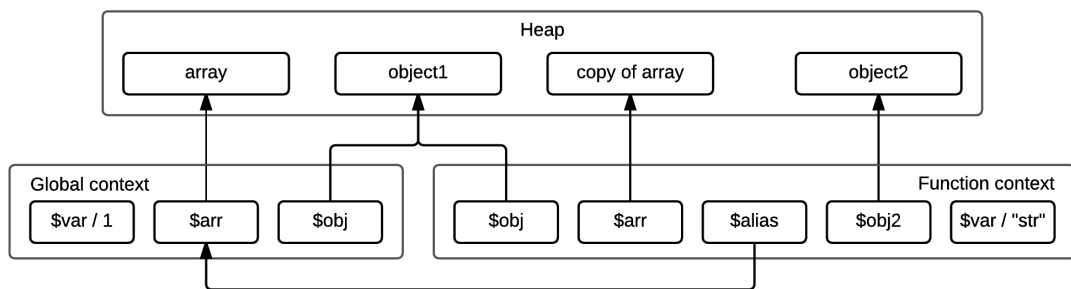 Heap
array
object1
copy of array
object2
Global context
Function context
$var / 1
$arr
$obj
$obj
$arr
$alias
$obj2
$var / "str"